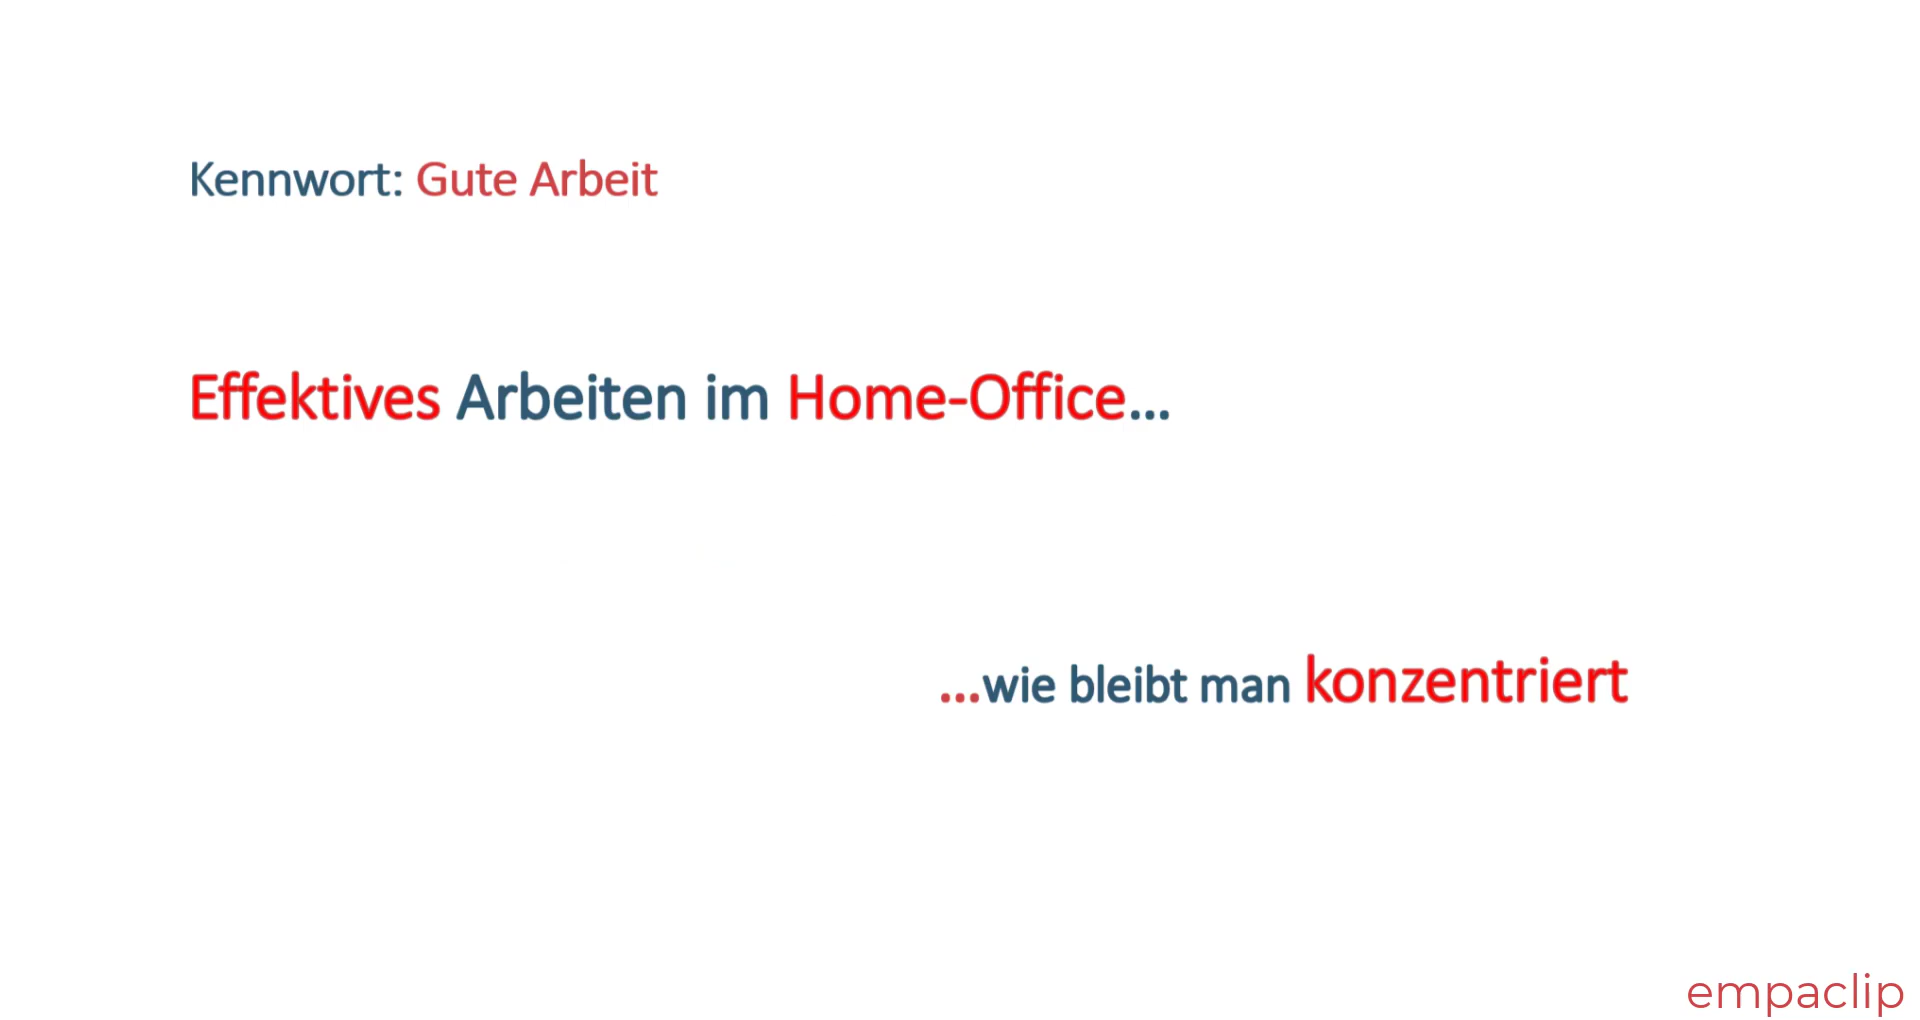 Kennwort: Gute Arbeit
Effektives Arbeiten im Home-Office...
...wie bleibt man konzentriert
empaclip